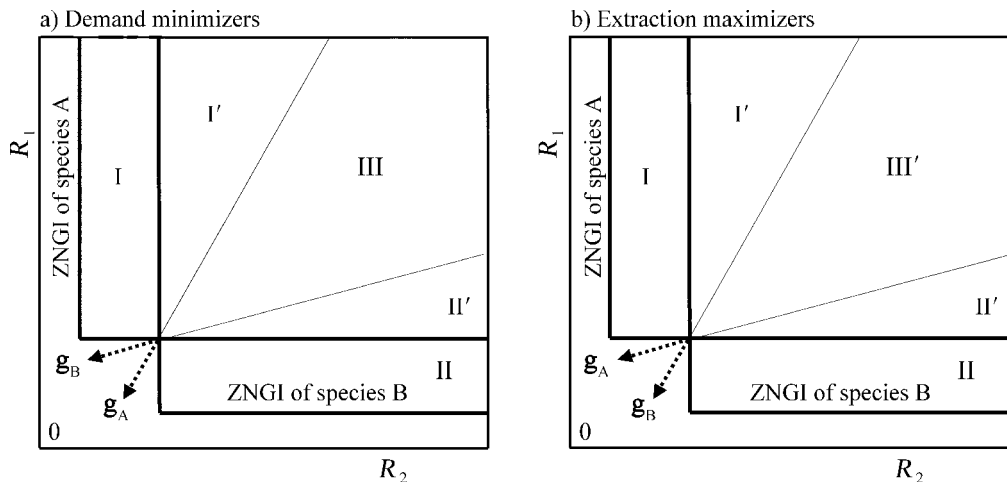 a) Demand minimizers
R1
ZNGI of species A
I
I′
III
II′
II
ZNGI of species B
gB
gA
0
R2
b) Extraction maximizers
R1
ZNGI of species A
I
I′
III′
II′
II
ZNGI of species B
gA
gB
0
R2